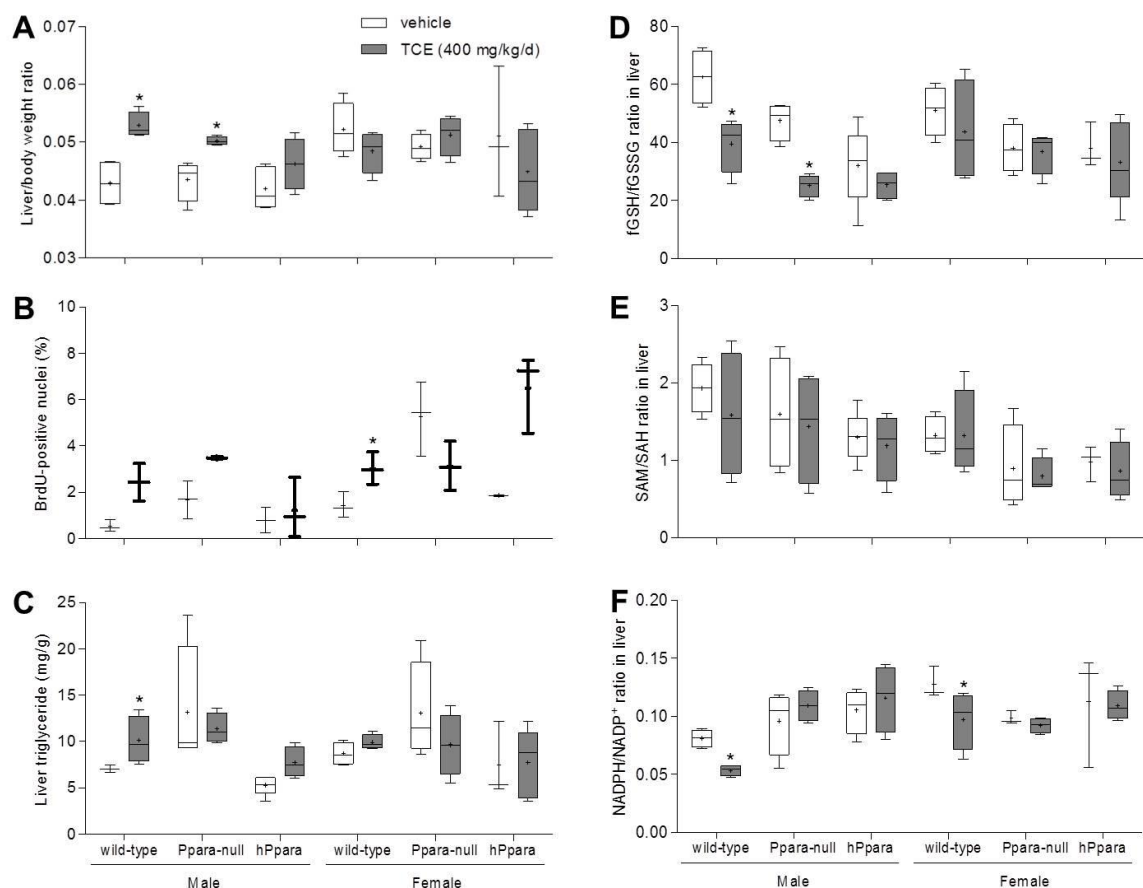 A
Liver/body weight ratio
0.07
0.06
0.05
0.04
0.03
vehicle
TCE (400 mg/kg/d)
*
*
B
BrdU-positive nuclei (%)
10
8
6
4
2
0
*
C
Liver triglyceride (mg/g)
25
20
15
10
5
0
*
wild-type Ppara-null hPpara wild-type Ppara-null hPpara
Male Female
D
fGSH/fGSSG ratio in liver
80
60
40
20
0
*
*
E
SAM/SAH ratio in liver
3
2
1
0
F
NADPH/NADP+ ratio in liver
0.20
0.15
0.10
0.05
0.00
*
*
wild-type Ppara-null hPpara wild-type Ppara-null hPpara
Male Female